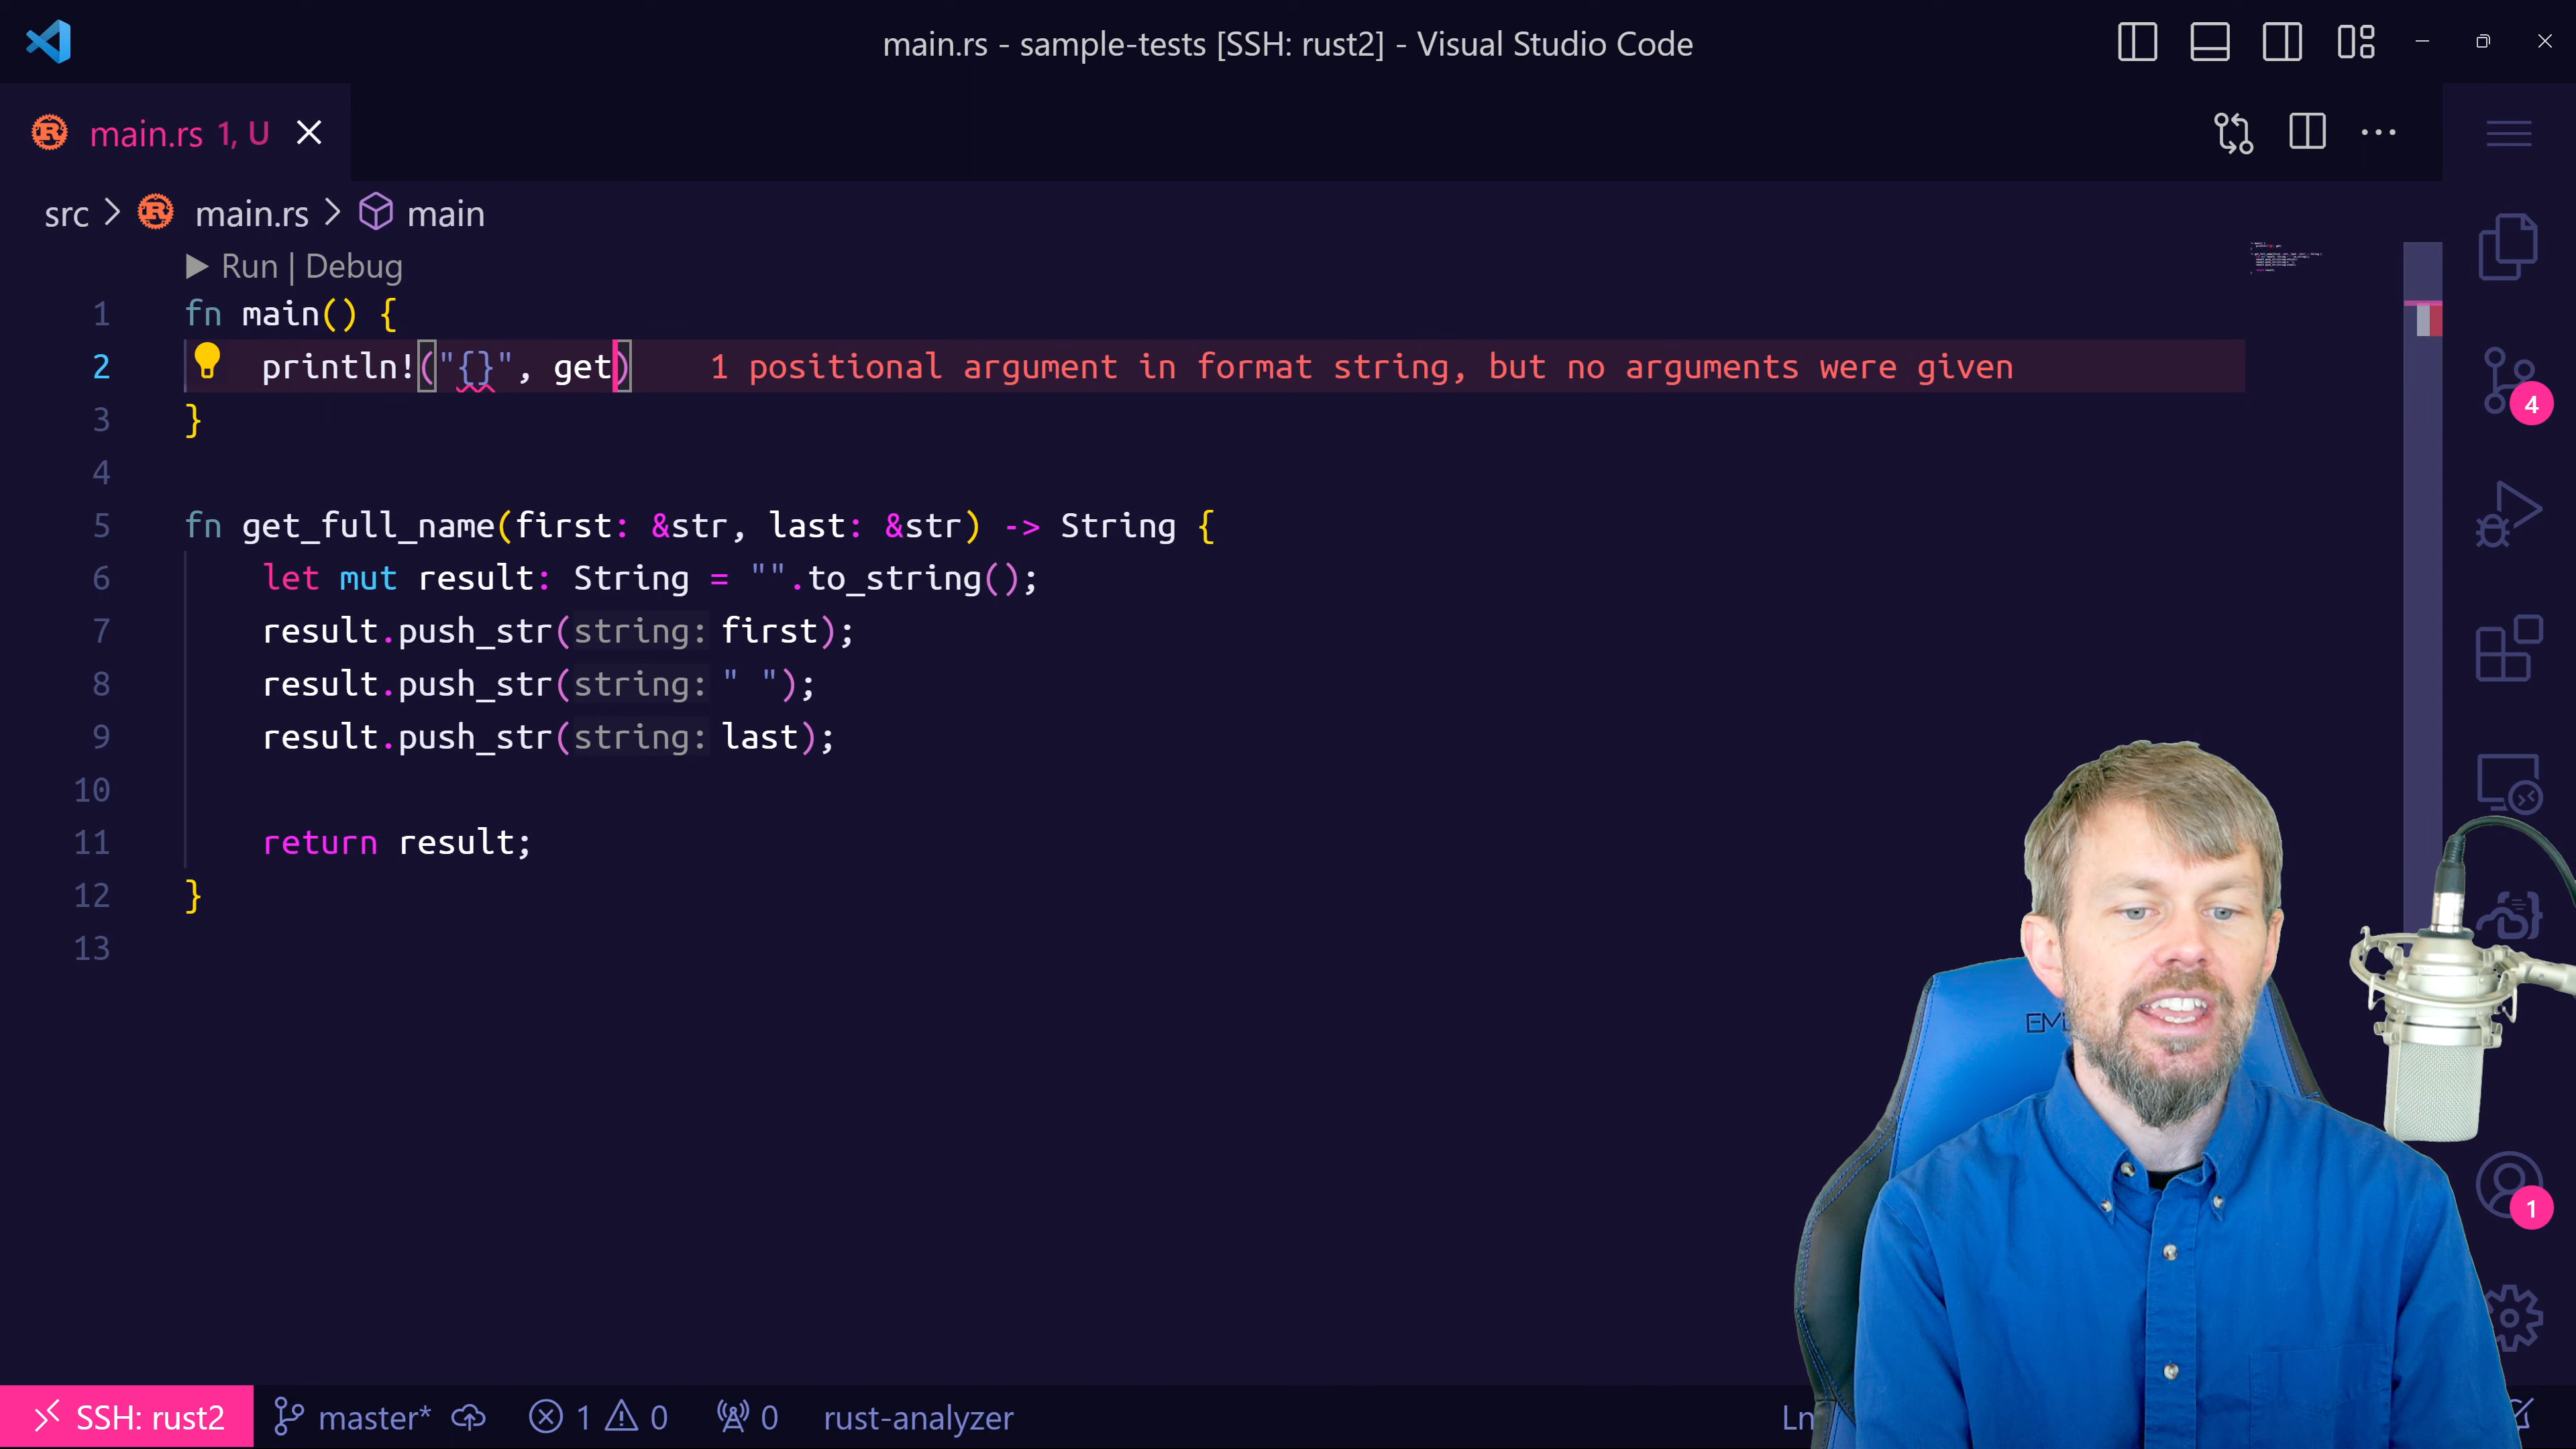 main.rs - sample-tests [SSH: rust2] - Visual Studio Code
main.rs 1, U
src > main.rs > main
Run | Debug
1 fn main() {
2 println!("{}", get) 1 positional argument in format string, but no arguments were given
3 }
4
5 fn get_full_name(first: &str, last: &str) -> String {
6 let mut result: String = "".to_string();
7 result.push_str(string: first);
8 result.push_str(string: " ");
9 result.push_str(string: last);
10
11 return result;
12 }
13
4
1
SSH: rust2 master* 1 0 0 rust-analyzer Ln